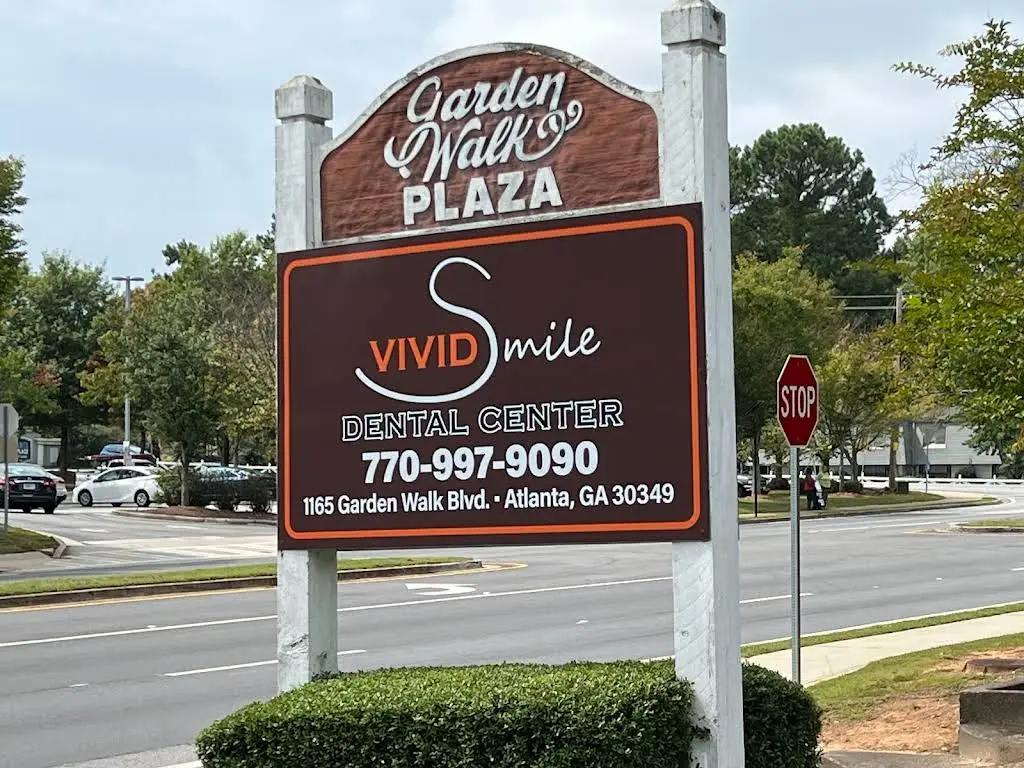 Garden
Walk
PLAZA
VIVID Smile
DENTAL CENTER
770-997-9090
1165 Garden Walk Blvd. • Atlanta, GA 30349
STOP